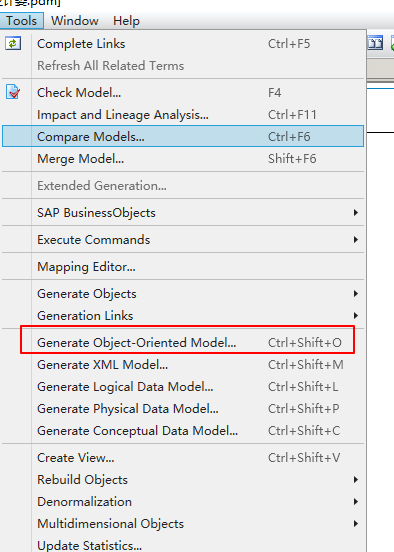 计娄.pdm]
Tools Window Help
Complete Links Ctrl+F5
Refresh All Related Terms
Check Model... F4
Impact and Lineage Analysis... Ctrl+F11
Compare Models... Ctrl+F6
Merge Model... Shift+F6
Extended Generation...
SAP BusinessObjects
Execute Commands
Mapping Editor...
Generate Objects
Generation Links
Generate Object-Oriented Model... Ctrl+Shift+O
Generate XML Model... Ctrl+Shift+M
Generate Logical Data Model... Ctrl+Shift+L
Generate Physical Data Model... Ctrl+Shift+P
Generate Conceptual Data Model... Ctrl+Shift+C
Create View... Ctrl+Shift+V
Rebuild Objects
Denormalization
Multidimensional Objects
Update Statistics...